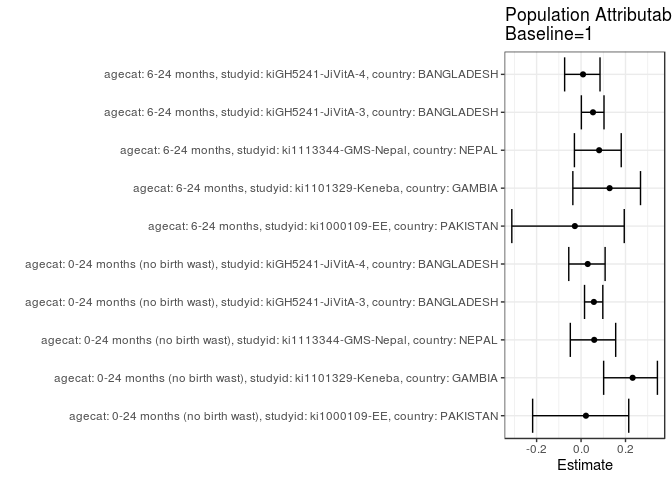 Population Attributab
Baseline=1
agecat: 6-24 months, studyid: kiGH5241-JiVitA-4, country: BANGLADESH
agecat: 6-24 months, studyid: kiGH5241-JiVitA-3, country: BANGLADESH
agecat: 6-24 months, studyid: ki1113344-GMS-Nepal, country: NEPAL
agecat: 6-24 months, studyid: ki1101329-Keneba, country: GAMBIA
agecat: 6-24 months, studyid: ki1000109-EE, country: PAKISTAN
agecat: 0-24 months (no birth wast), studyid: kiGH5241-JiVitA-4, country: BANGLADESH
agecat: 0-24 months (no birth wast), studyid: kiGH5241-JiVitA-3, country: BANGLADESH
agecat: 0-24 months (no birth wast), studyid: ki1113344-GMS-Nepal, country: NEPAL
agecat: 0-24 months (no birth wast), studyid: ki1101329-Keneba, country: GAMBIA
agecat: 0-24 months (no birth wast), studyid: ki1000109-EE, country: PAKISTAN
-0.2 0.0 0.2
Estimate